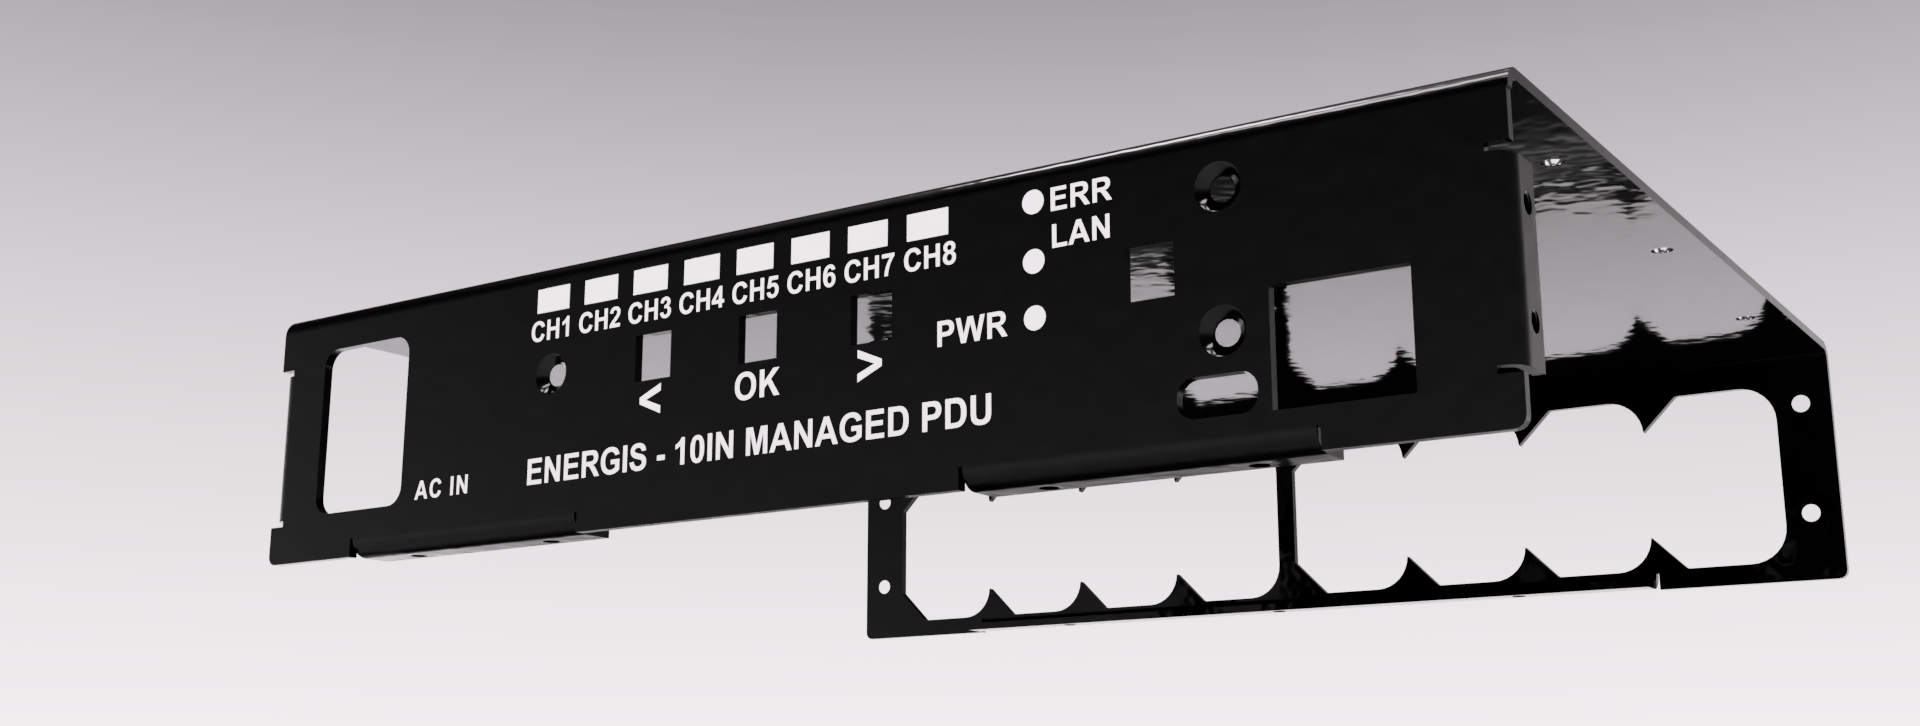 ERR
LAN
CH1 CH2 CH3 CH4 CH5 CH6 CH7 CH8
PWR
< OK >
ENERGIS - 10IN MANAGED PDU
AC IN